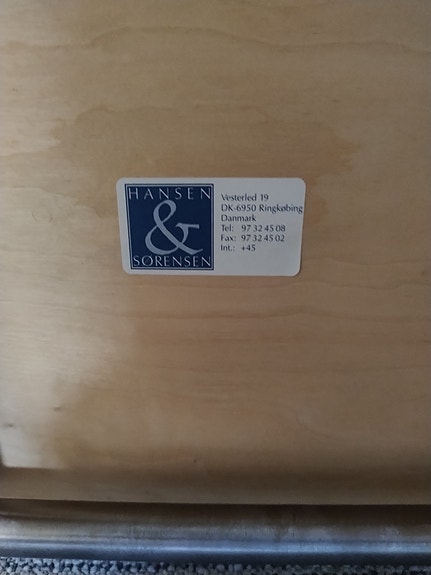 HANSEN
&
SØRENSEN
Vesterled 19
DK-6950 Ringkøbing
Danmark
Tel: 97 32 45 08
Fax: 97 32 45 02
Int.: +45